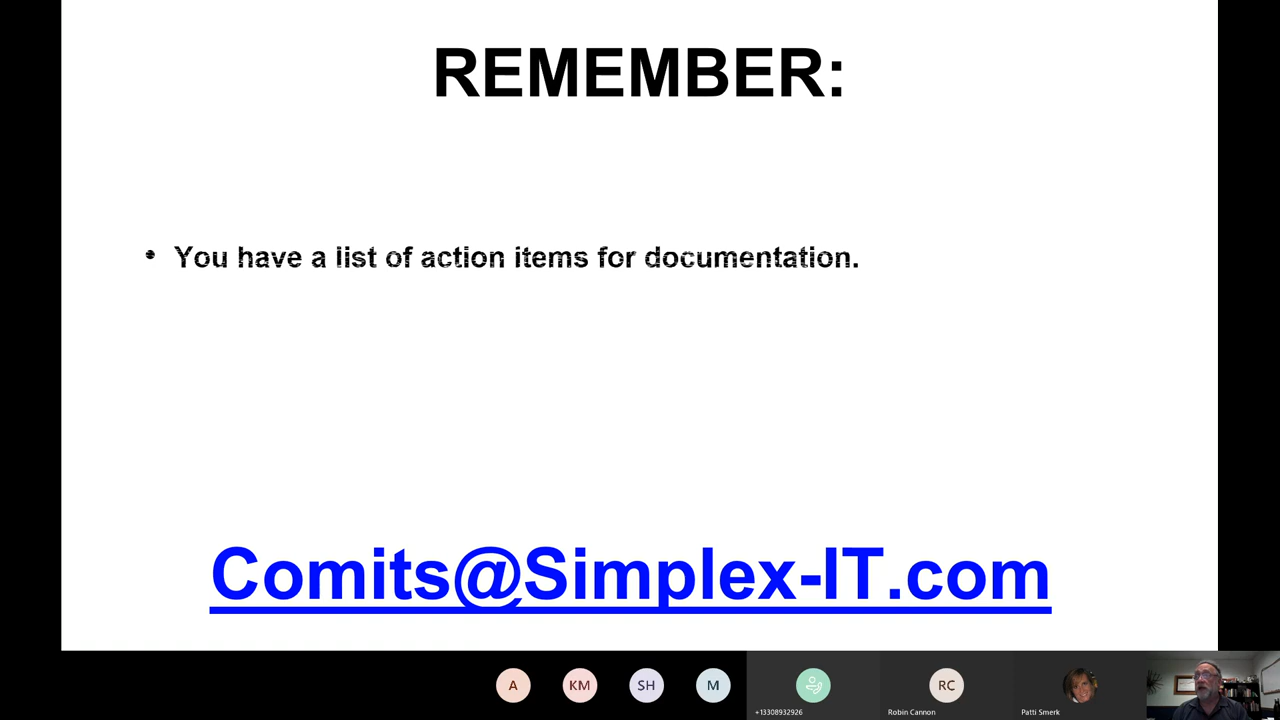 REMEMBER:
• You have a list of action items for documentation.
Comits@Simplex-IT.com
A KM SH M RC
+13308932926 Robin Cannon Patti Smerk